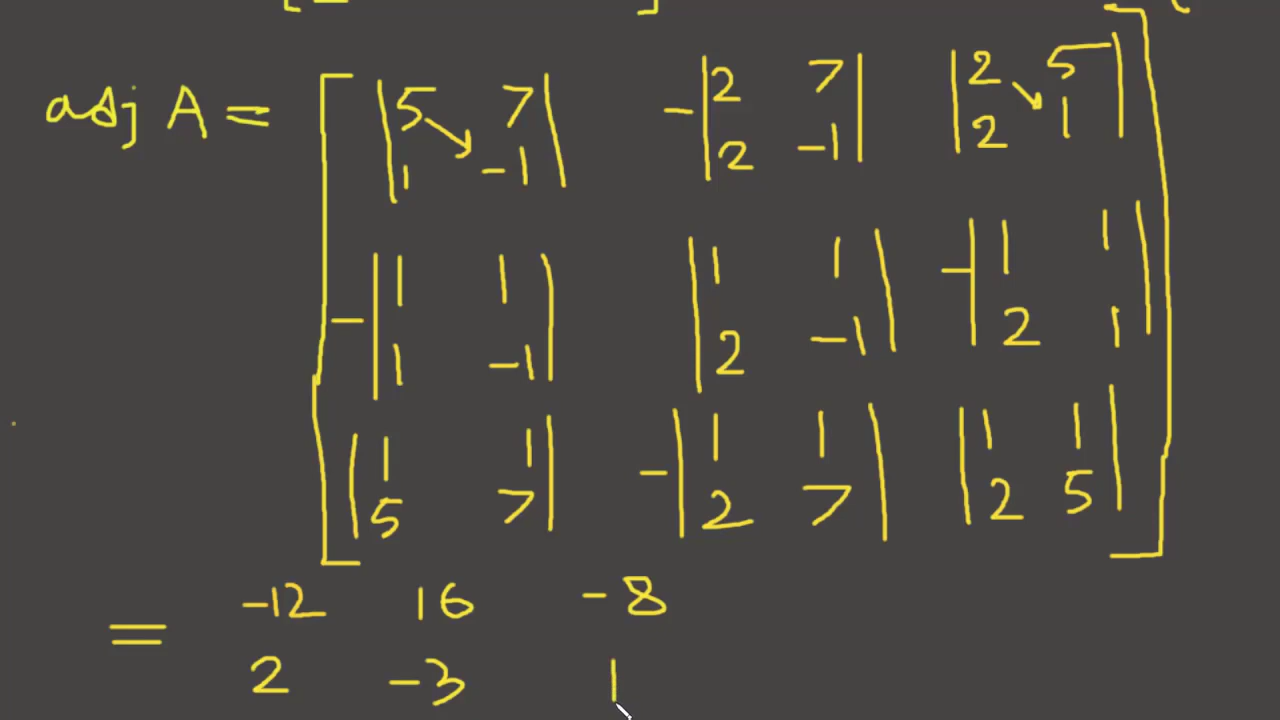 adj A = [ |5 7| -|2 7| |2 5|
|1 -1| |2 -1| |2 1|
-|1 1| |1 1| -|1 1|
|1 -1| |2 -1| |2 1|
|1 1| -|1 1| |1 1|
|5 7| |2 7| |2 5| ]
= -12 16 -8
2 -3 1